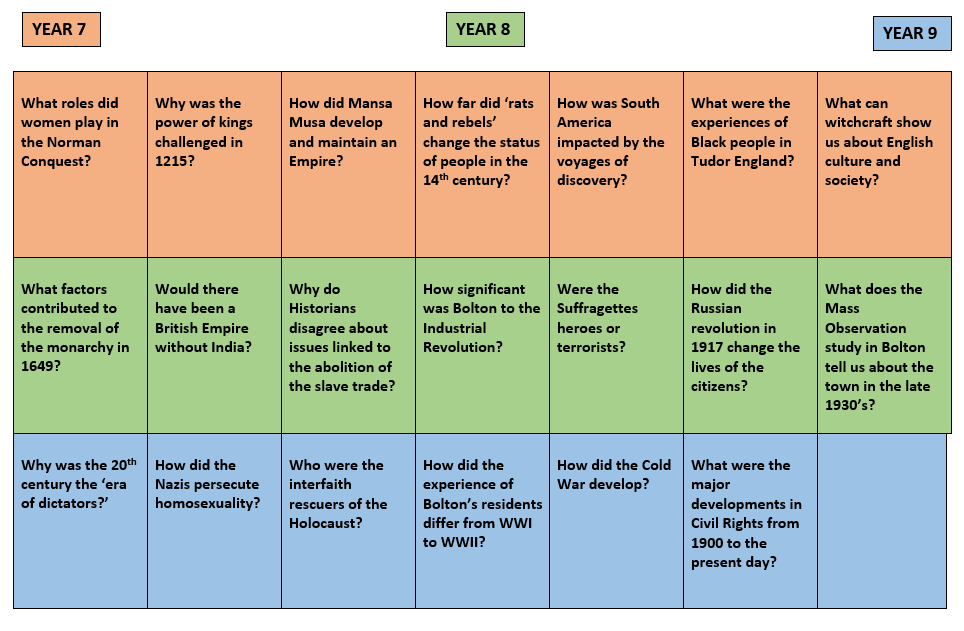 YEAR 7
YEAR 8
YEAR 9
What roles did
women play in
the Norman
Conquest?
Why was the
power of kings
challenged in
1215?
How did Mansa
Musa develop
and maintain an
Empire?
How far did ‘rats
and rebels’
change the status
of people in the
14th century?
How was South
America
impacted by the
voyages of
discovery?
What were the
experiences of
Black people in
Tudor England?
What can
witchcraft show
us about English
culture and
society?
What factors
contributed to
the removal of
the monarchy in
1649?
Would there
have been a
British Empire
without India?
Why do
Historians
disagree about
issues linked to
the abolition of
the slave trade?
How significant
was Bolton to the
Industrial
Revolution?
Were the
Suffragettes
heroes or
terrorists?
How did the
Russian
revolution in
1917 change the
lives of the
citizens?
What does the
Mass
Observation
study in Bolton
tell us about the
town in the late
1930’s?
Why was the 20th
century the ‘era
of dictators?’
How did the
Nazis persecute
homosexuality?
Who were the
interfaith
rescuers of the
Holocaust?
How did the
experience of
Bolton’s residents
differ from WWI
to WWII?
How did the Cold
War develop?
What were the
major
developments in
Civil Rights from
1900 to the
present day?